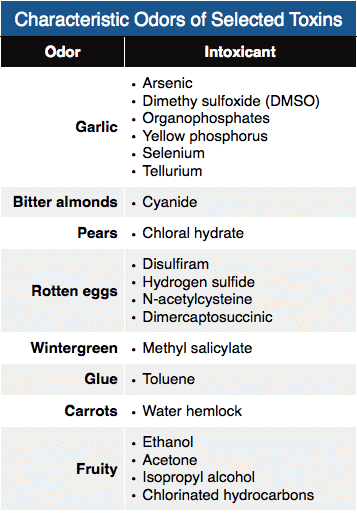 Characteristic Odors of Selected Toxins
Odor Intoxicant
Garlic
• Arsenic
• Dimethy sulfoxide (DMSO)
• Organophosphates
• Yellow phosphorus
• Selenium
• Tellurium
Bitter almonds • Cyanide
Pears • Chloral hydrate
Rotten eggs
• Disulfiram
• Hydrogen sulfide
• N-acetylcysteine
• Dimercaptosuccinic
Wintergreen • Methyl salicylate
Glue • Toluene
Carrots • Water hemlock
Fruity
• Ethanol
• Acetone
• Isopropyl alcohol
• Chlorinated hydrocarbons